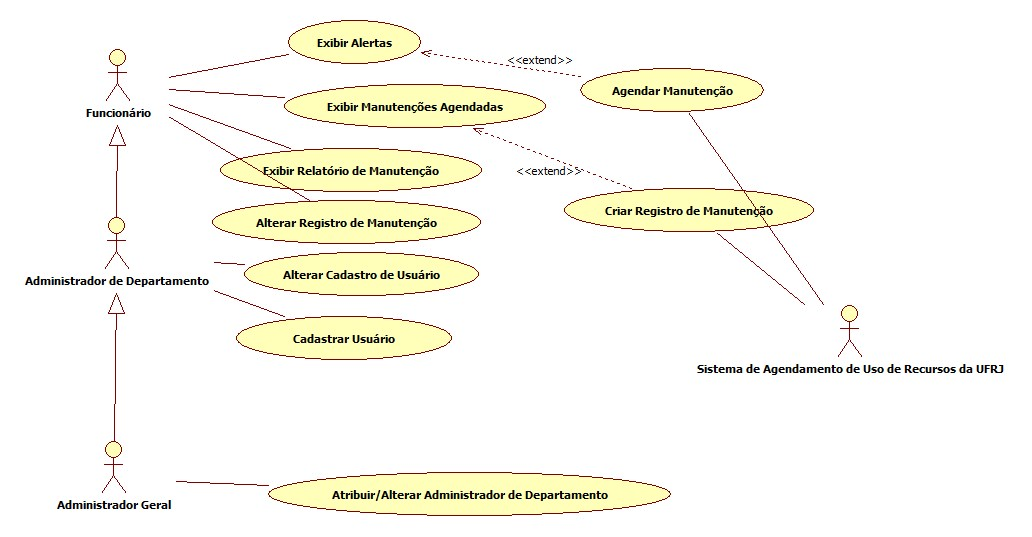 Exibir Alertas
<<extend>>
Agendar Manutenção
Exibir Manutenções Agendadas
Funcionário
Exibir Relatório de Manutenção
<<extend>>
Criar Registro de Manutenção
Alterar Registro de Manutenção
Alterar Cadastro de Usuário
Administrador de Departamento
Cadastrar Usuário
Sistema de Agendamento de Uso de Recursos da UFRJ
Atribuir/Alterar Administrador de Departamento
Administrador Geral